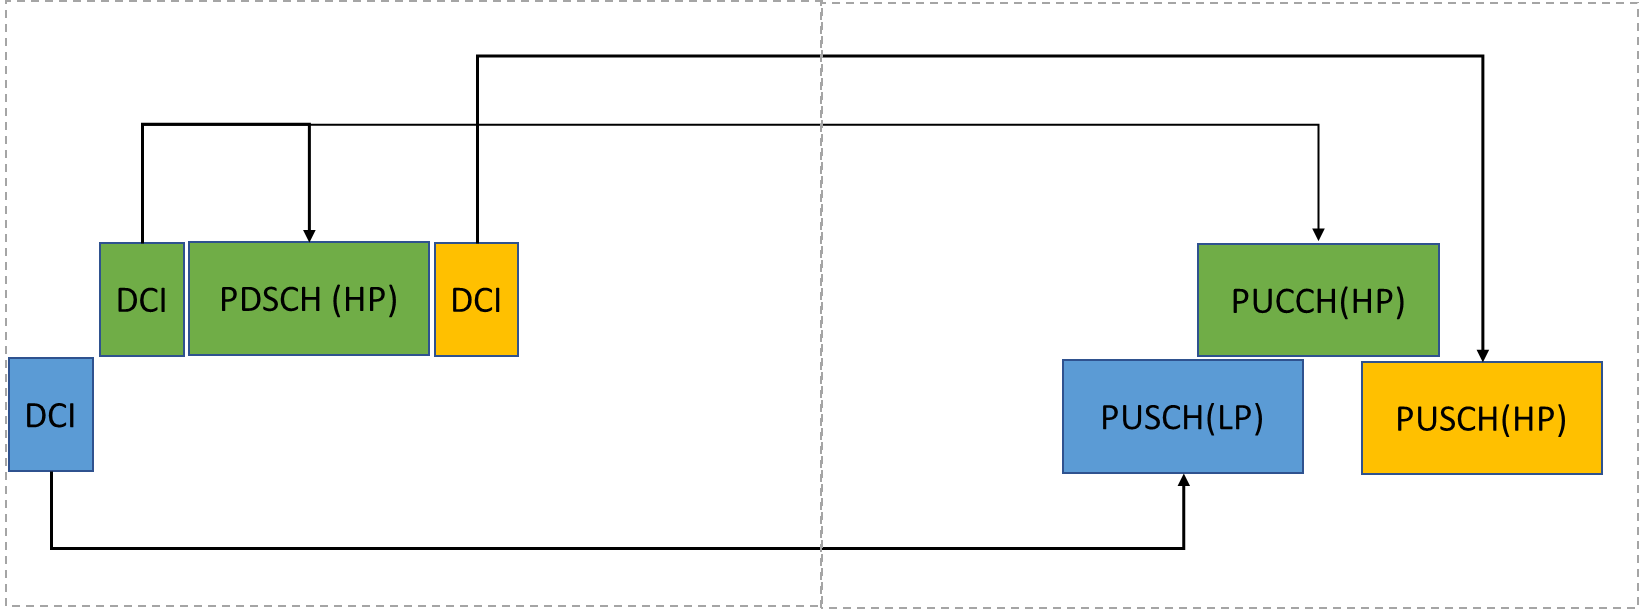 DCI
PDSCH (HP)
DCI
PUCCH(HP)
DCI
PUSCH(LP)
PUSCH(HP)